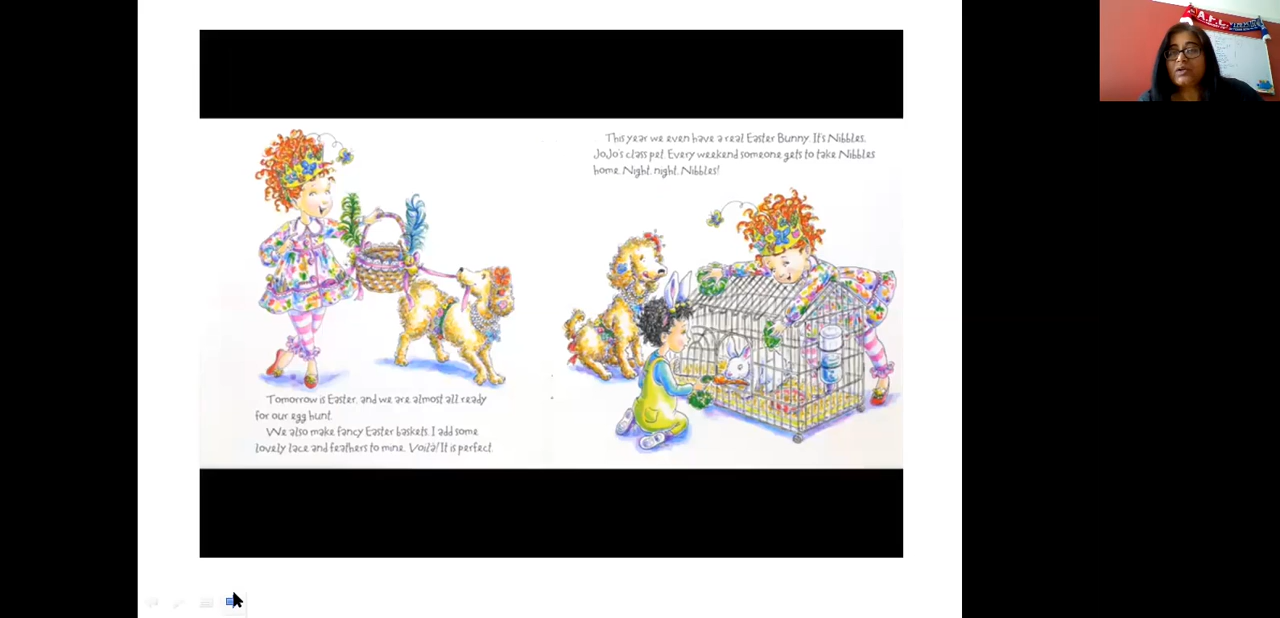 Tomorrow is Easter, and we are almost all ready
for our egg hunt.
We also make fancy Easter baskets. I add some
lovely lace and feathers to mine. Voilà! It is perfect
This year we even have a real Easter Bunny. It's Nibbles,
JoJo's class pet. Every weekend someone gets to take Nibbles
home. Night, night, Nibbles!